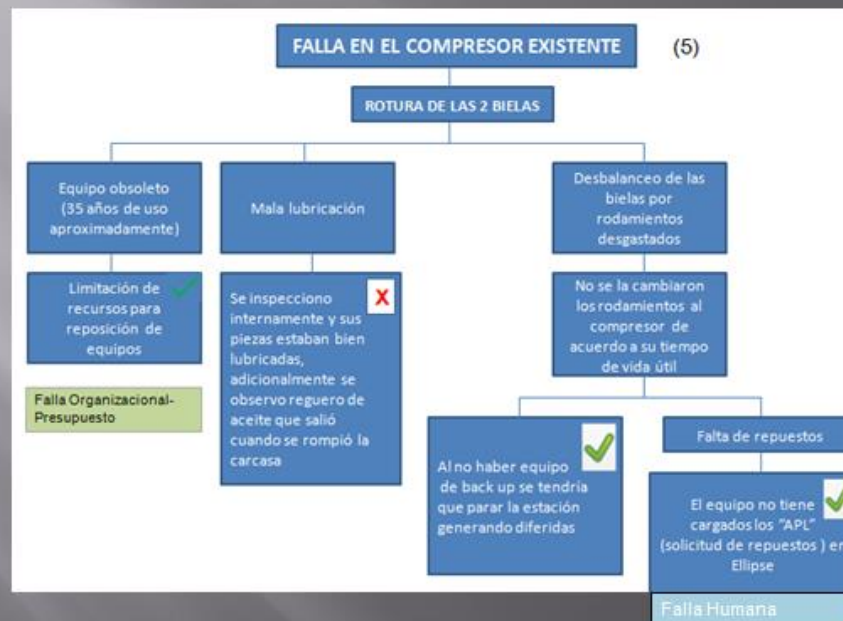 FALLA EN EL COMPRESOR EXISTENTE
(5)
ROTURA DE LAS 2 BIELAS
Equipo obsoleto
(35 años de uso
aproximadamente)
Limitación de
recursos para
reposición de
equipos
Falla Organizacional-
Presupuesto
Mala lubricación
Se inspecciono
internamente y sus
piezas estaban bien
lubricadas,
adicionalmente se
observo reguero de
aceite que salió
cuando se rompió la
carcasa
X
Desbalanceo de las
bielas por
rodamientos
desgastados
No se la cambiaron
los rodamientos al
compresor de
acuerdo a su tiempo
de vida útil
Al no haber equipo
de back up se tendría
que parar la estación
generando diferidas
Falta de repuestos
El equipo no tiene
cargados los "APL"
(solicitud de repuestos ) en
Ellipse
Falla Humana